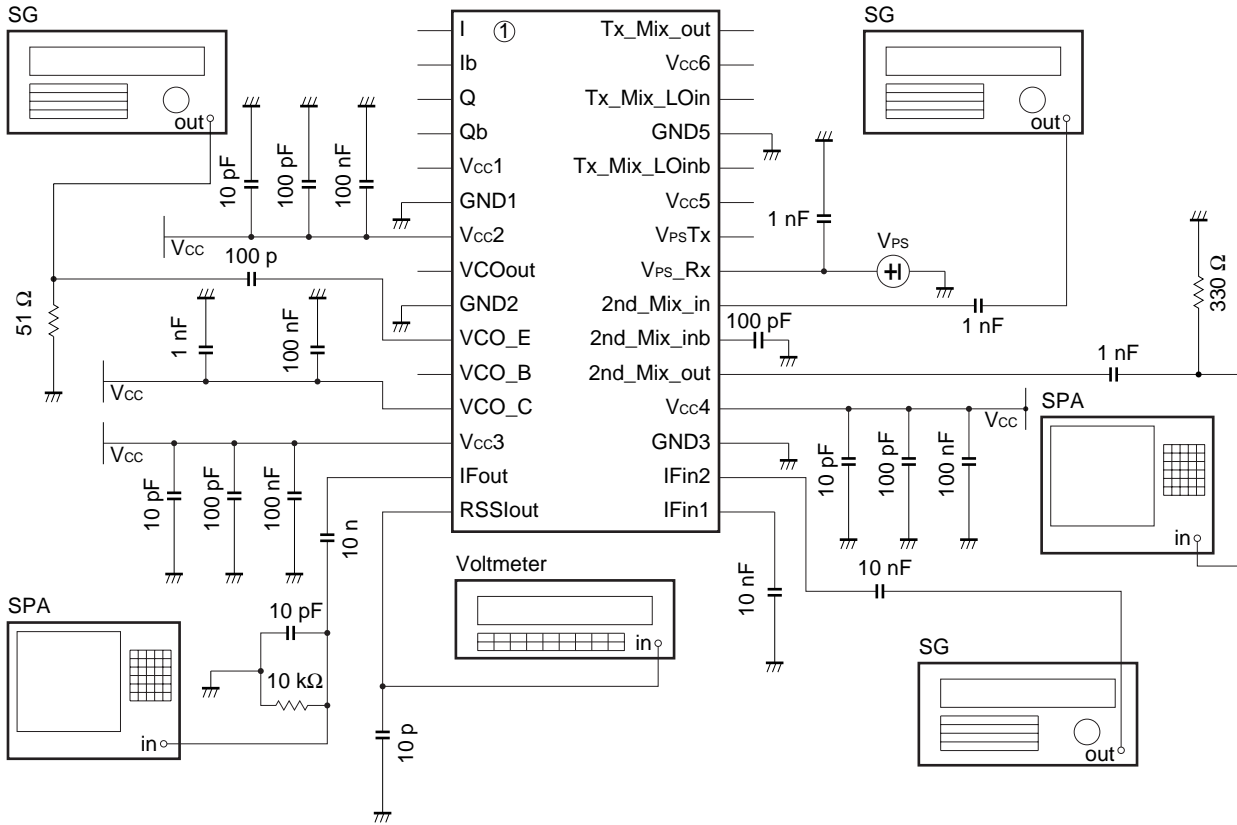 SG
out
I
①
Ib
Q
Qb
Vcc1
GND1
Vcc2
VCOout
GND2
VCO_E
VCO_B
VCO_C
Vcc3
IFout
RSSIout
Tx_Mix_out
Vcc6
Tx_Mix_LOin
GND5
Tx_Mix_LOinb
Vcc5
VPSTx
VPS_Rx
2nd_Mix_in
2nd_Mix_inb
2nd_Mix_out
Vcc4
GND3
IFin2
IFin1
SG
out
10 pF
100 pF
100 nF
Vcc
100 p
51 Ω
1 nF
100 nF
Vcc
Vcc
10 pF
100 pF
100 nF
10 n
SPA
in
10 pF
10 kΩ
10 p
Voltmeter
in
1 nF
VPS
1 nF
100 pF
330 Ω
1 nF
Vcc
10 pF
100 pF
100 nF
SPA
in
10 nF
10 nF
SG
out